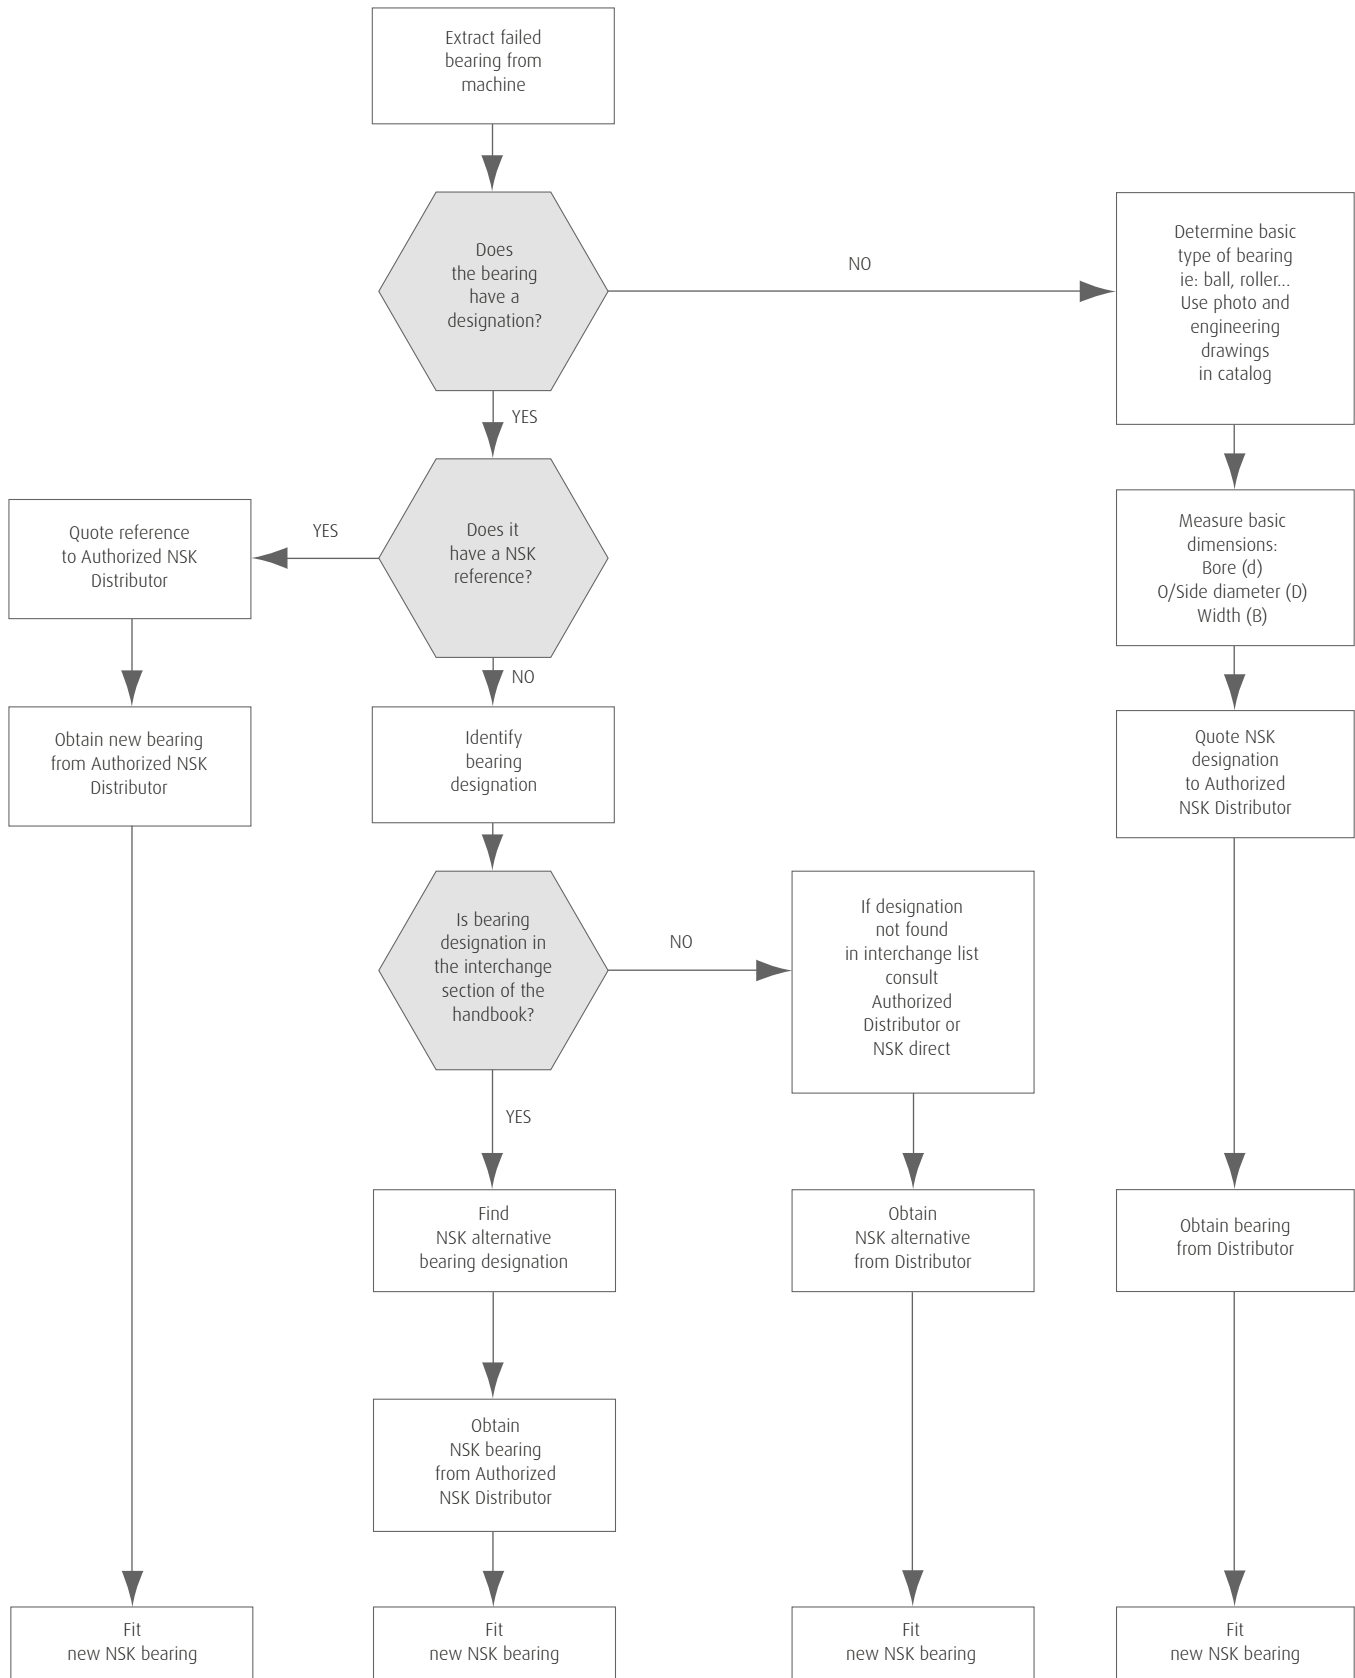 Extract failed
bearing from
machine
Does
the bearing
have a
designation?
NO
Determine basic
type of bearing
ie: ball, roller...
Use photo and
engineering
drawings
in catalog
YES
Quote reference
to Authorized NSK
Distributor
YES
Does it
have a NSK
reference?
Measure basic
dimensions:
Bore (d)
O/Side diameter (D)
Width (B)
NO
Obtain new bearing
from Authorized NSK
Distributor
Identify
bearing
designation
Quote NSK
designation
to Authorized
NSK Distributor
Is bearing
designation in
the interchange
section of the
handbook?
NO
If designation
not found
in interchange list
consult
Authorized
Distributor or
NSK direct
YES
Find
NSK alternative
bearing designation
Obtain
NSK alternative
from Distributor
Obtain bearing
from Distributor
Obtain
NSK bearing
from Authorized
NSK Distributor
Fit
new NSK bearing
Fit
new NSK bearing
Fit
new NSK bearing
Fit
new NSK bearing